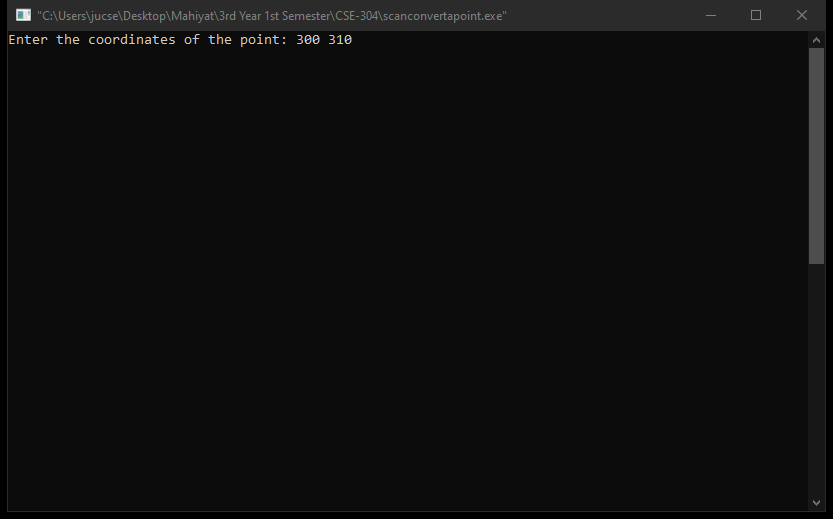 "C:\Users\jucse\Desktop\Mahiyat\3rd Year 1st Semester\CSE-304\scanconvertapoint.exe"
Enter the coordinates of the point: 300 310